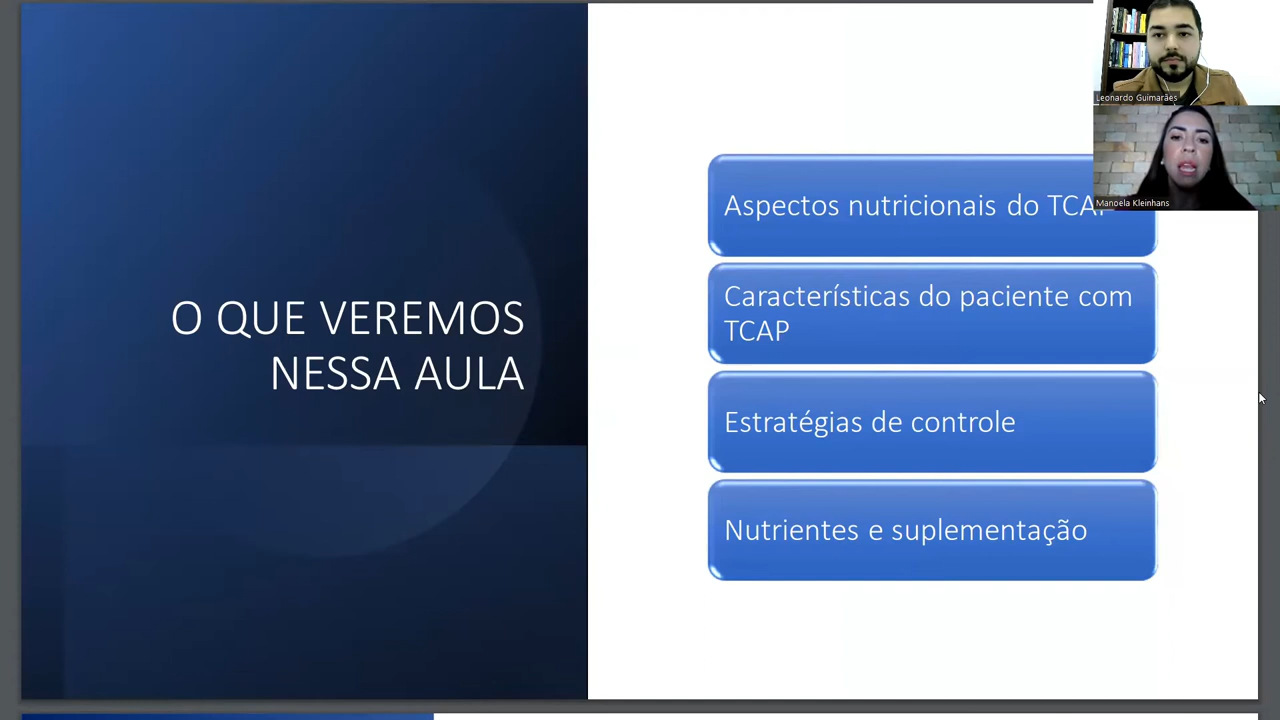 O QUE VEREMOS
NESSA AULA
Aspectos nutricionais do
Características do paciente com
TCAP
Estratégias de controle
Nutrientes e suplementação
Leonardo Guimarães
Manoela Kleinhans